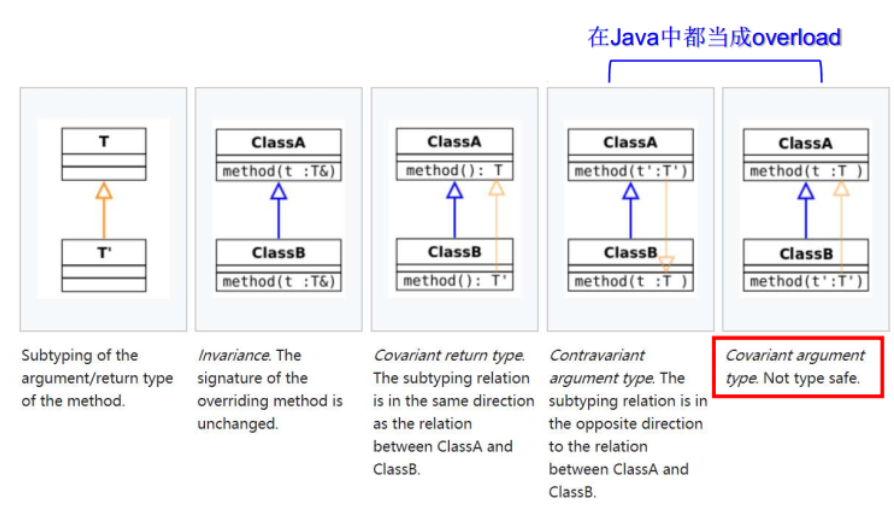 在Java中都当成overload
T
T'
Subtyping of the
argument/return type
of the method.
ClassA
method(t :T&)
ClassB
method(t :T&)
Invariance. The
signature of the
overriding method is
unchanged.
ClassA
method(): T
ClassB
method(): T'
Covariant return type.
The subtyping relation
is in the same direction
as the relation
between ClassA and
ClassB.
ClassA
method(t':T')
ClassB
method(t :T )
Contravariant
argument type. The
subtyping relation is in
the opposite direction
to the relation
between ClassA and
ClassB.
ClassA
method(t :T )
ClassB
method(t':T')
Covariant argument
type. Not type safe.